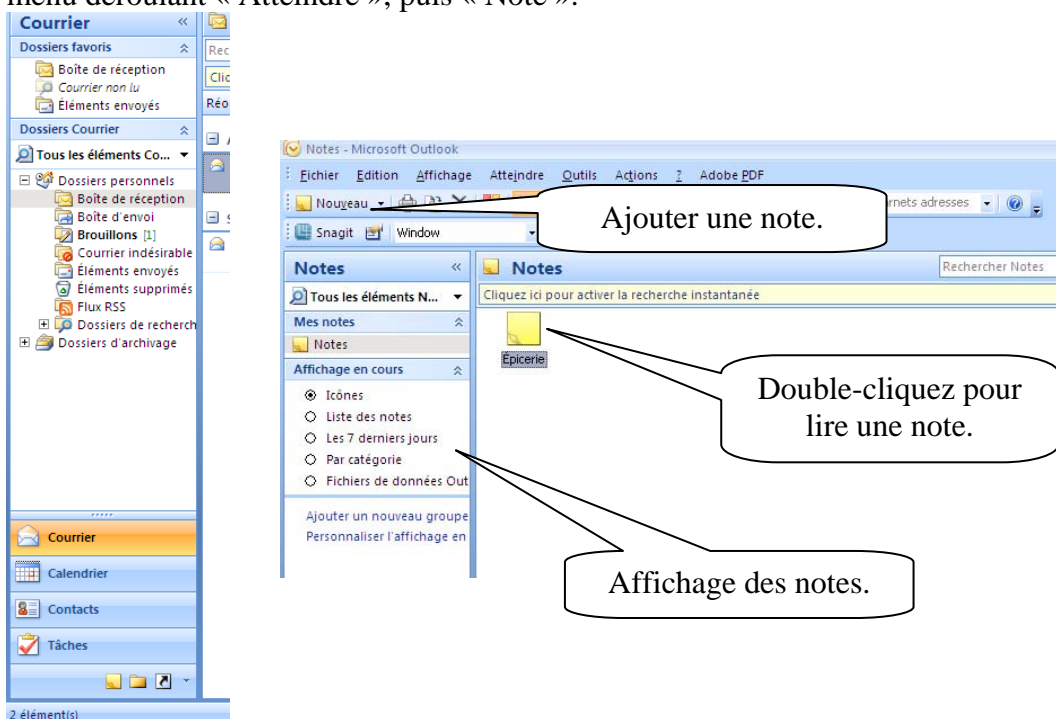 menu déroulant « Atteindre », puis « Note ».
Courrier
Dossiers favoris
Boîte de réception
Courrier non lu
Éléments envoyés
Dossiers Courrier
Tous les éléments Co...
Dossiers personnels
Boîte de réception
Boîte d'envoi
Brouillons [1]
Courrier indésirable
Éléments envoyés
Éléments supprimés
Flux RSS
Dossiers de recherch
Dossiers d'archivage
Courrier
Calendrier
Contacts
Tâches
2 élément(s)
Rec
Clic
Réo
Notes - Microsoft Outlook
Fichier Edition Affichage Atteindre Outils Actions ? Adobe PDF
Nouveau
rnets adresses
Snagit Window
Ajouter une note.
Notes
Tous les éléments N...
Mes notes
Notes
Affichage en cours
Icônes
Liste des notes
Les 7 derniers jours
Par catégorie
Fichiers de données Out
Ajouter un nouveau groupe
Personnaliser l'affichage en
Notes
Rechercher Notes
Cliquez ici pour activer la recherche instantanée
Épicerie
Double-cliquez pour
lire une note.
Affichage des notes.